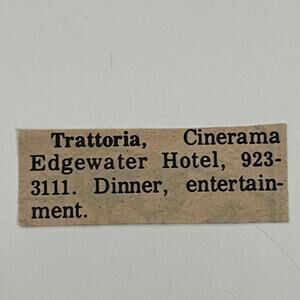 Trattoria, Cinerama
Edgewater Hotel, 923-
3111. Dinner, entertain-
ment.